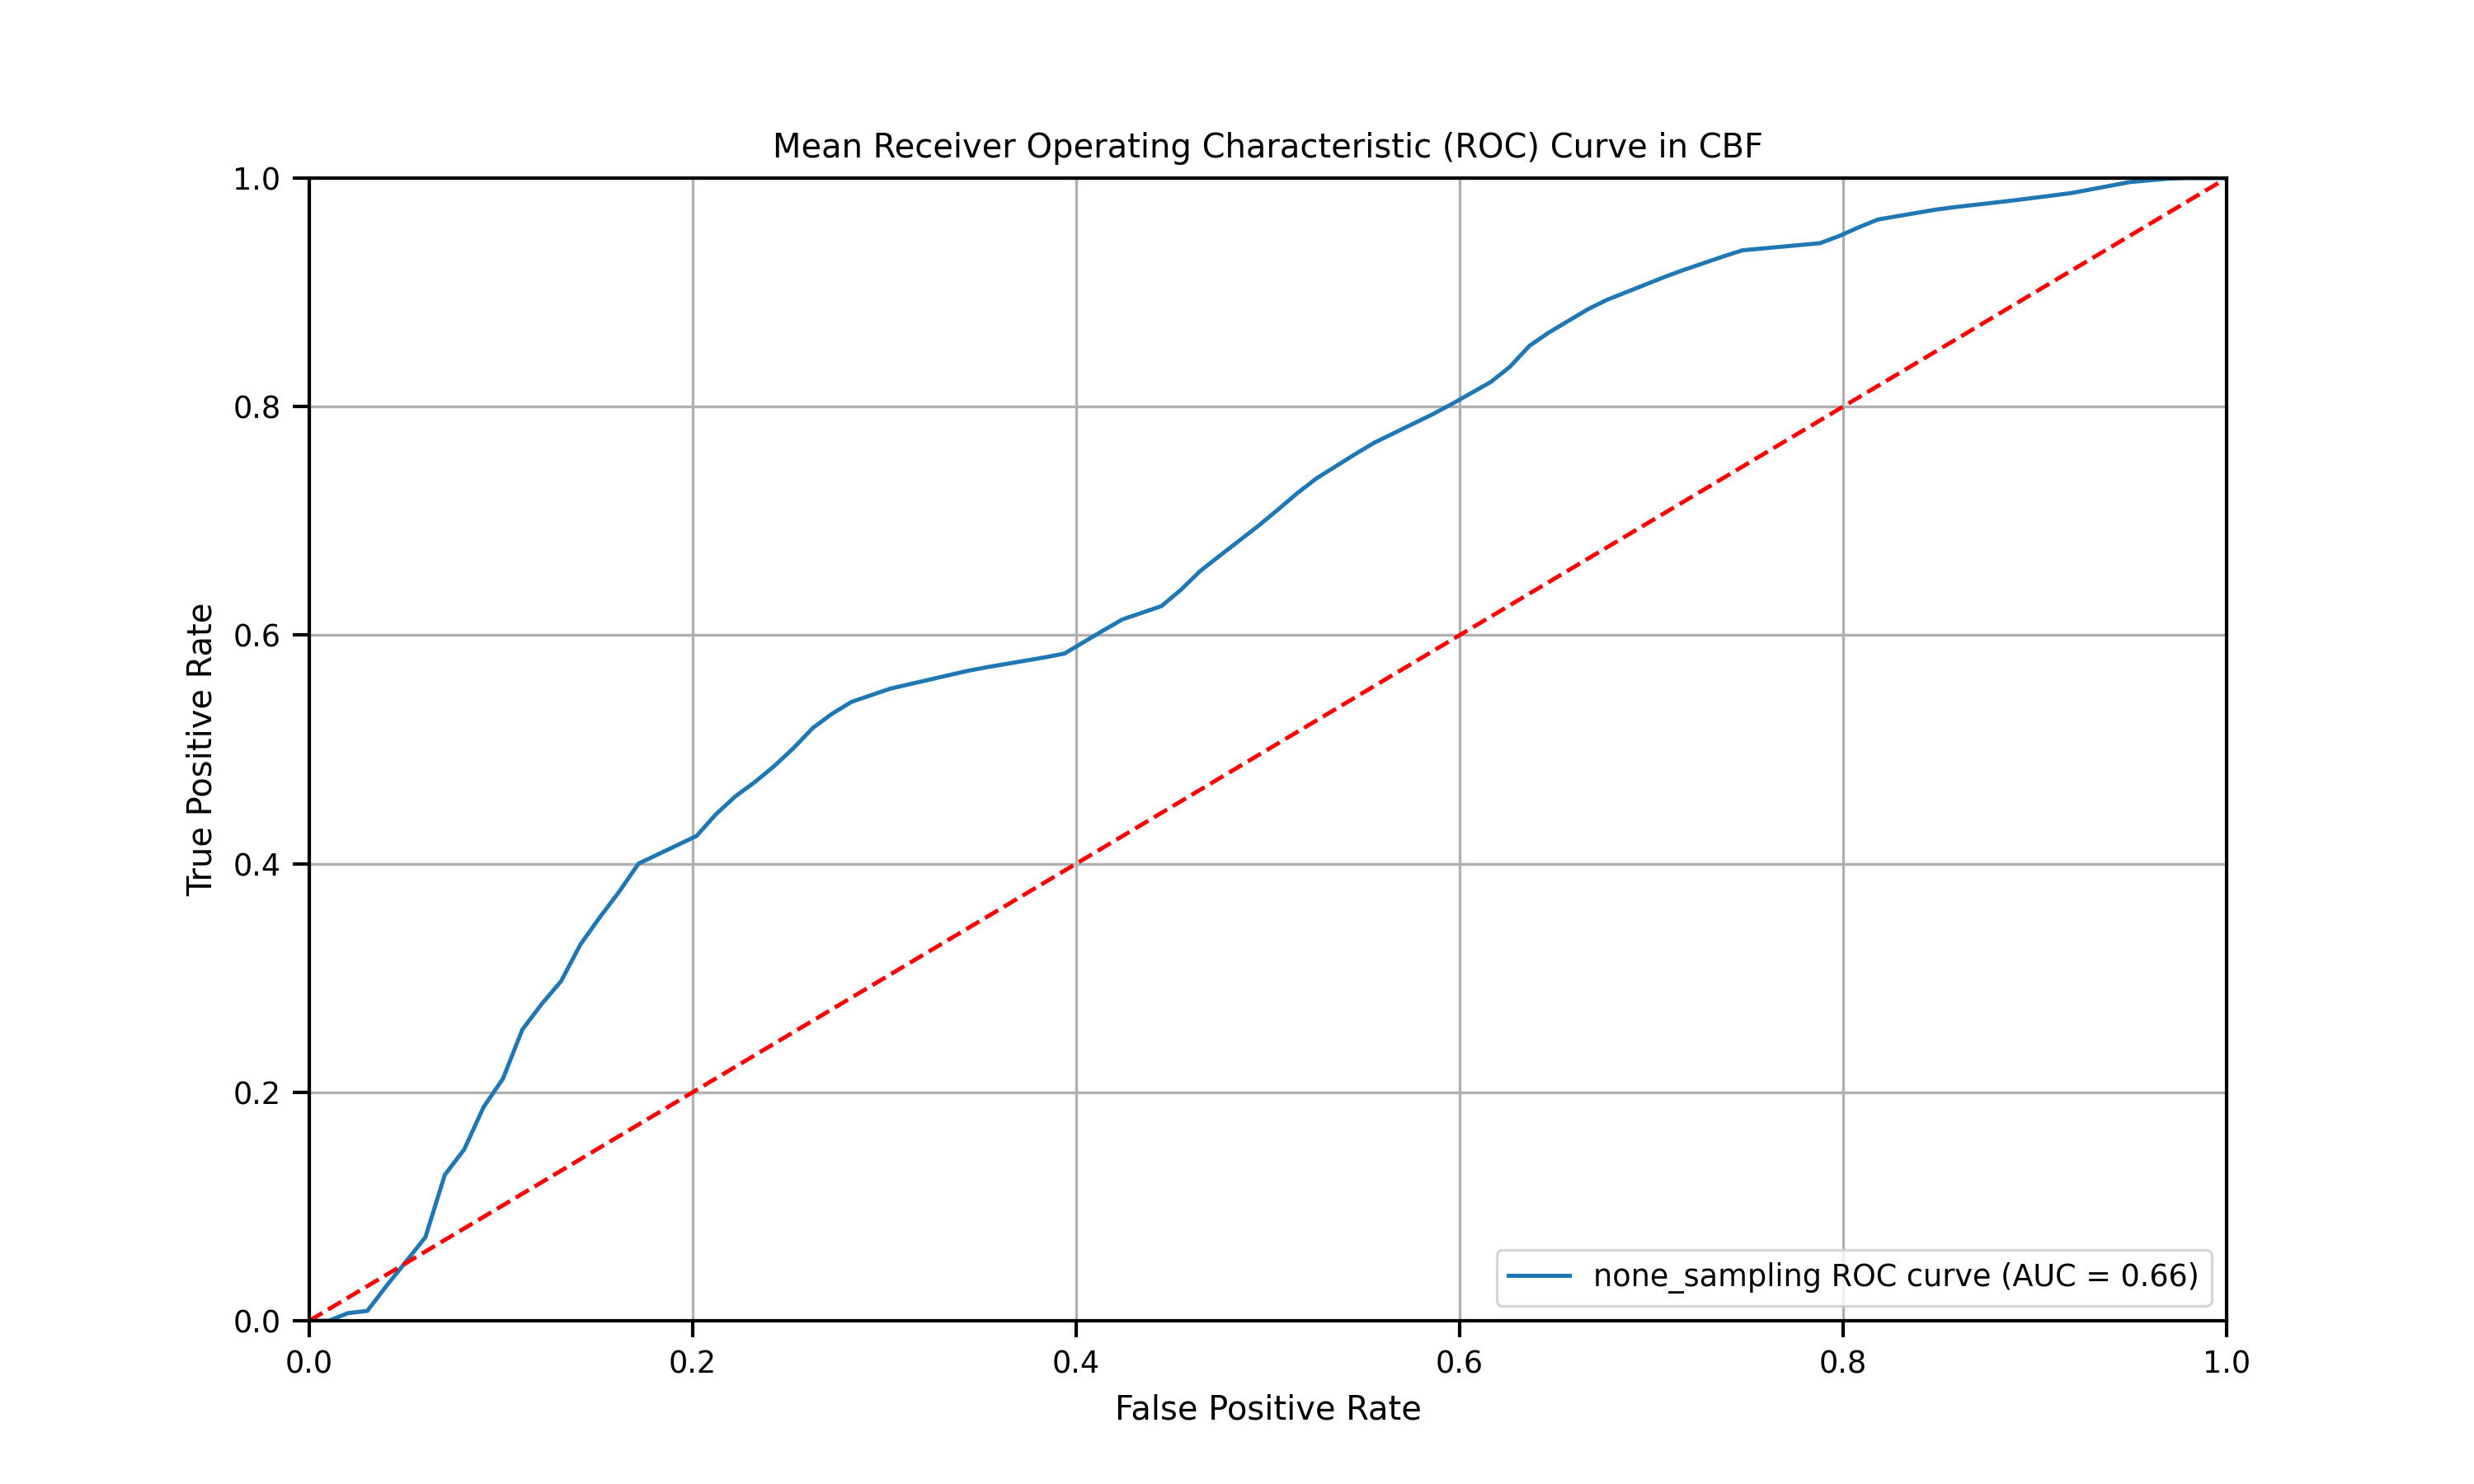 Mean Receiver Operating Characteristic (ROC) Curve in CBF
1.0
0.8
0.6
0.4
0.2
0.0
True Positive Rate
none_sampling ROC curve (AUC = 0.66)
0.0 0.2 0.4 0.6 0.8 1.0
False Positive Rate